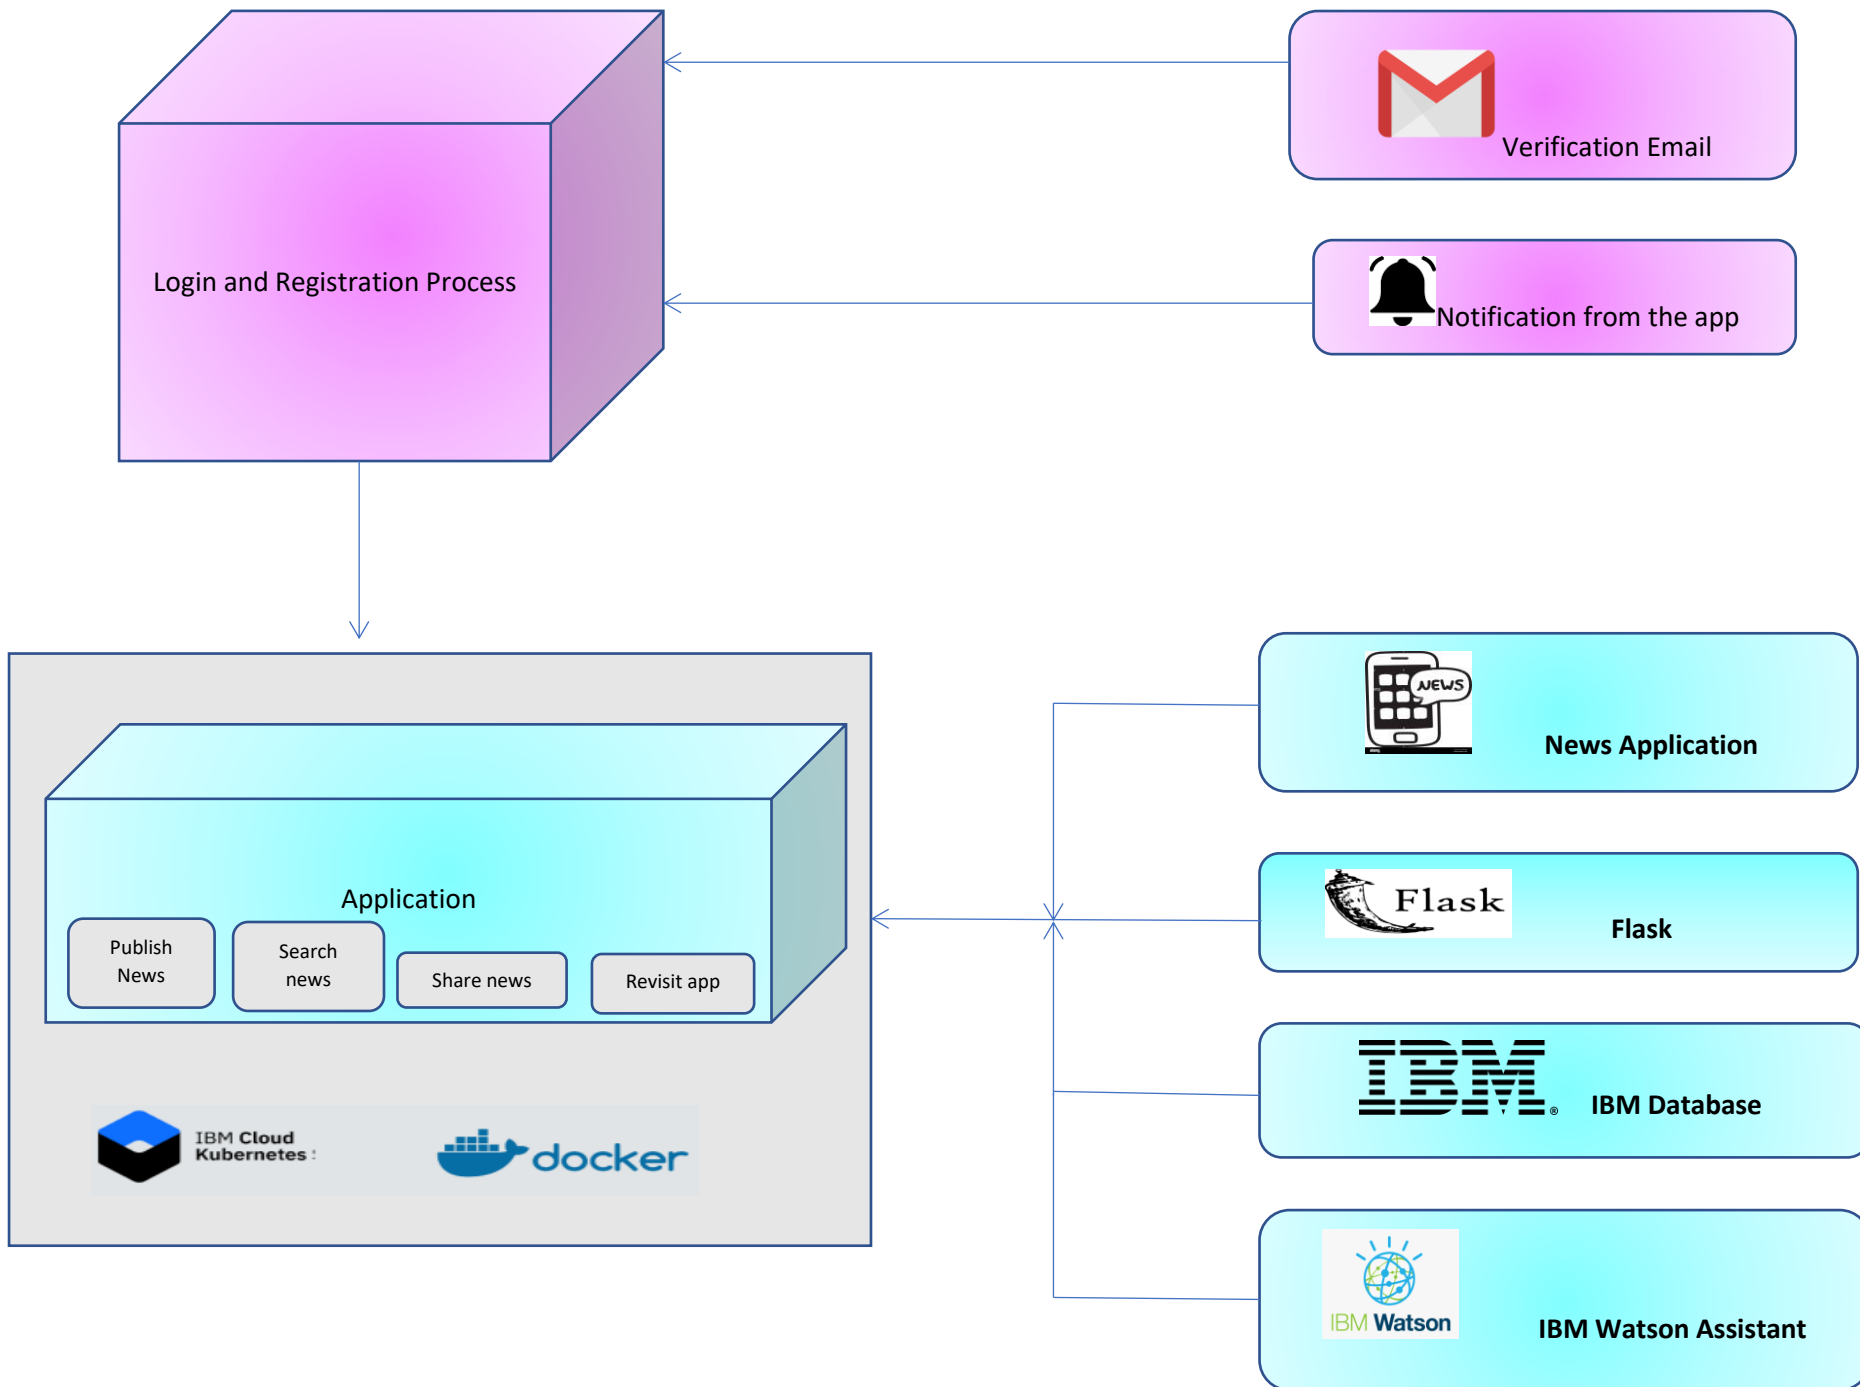 Verification Email
Login and Registration Process
Notification from the app
NEWS
News Application
Application
Publish
News
Search
news
Share news
Revisit app
Flask
Flask
IBM®
IBM Database
IBM Cloud
Kubernetes
docker
IBM Watson
IBM Watson Assistant